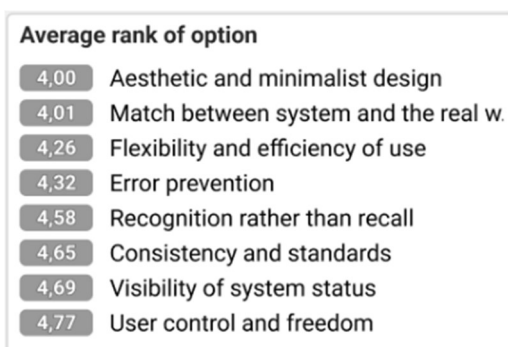 Average rank of option
4,00 Aesthetic and minimalist design
4,01 Match between system and the real w.
4,26 Flexibility and efficiency of use
4,32 Error prevention
4,58 Recognition rather than recall
4,65 Consistency and standards
4,69 Visibility of system status
4,77 User control and freedom